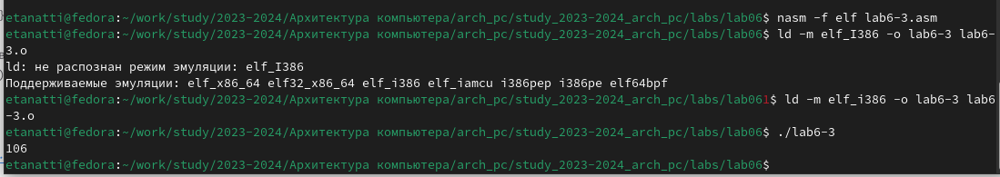 etanatti@fedora:~/work/study/2023-2024/Архитектура компьютера/arch_pc/study_2023-2024_arch_pc/labs/lab06$ nasm -f elf lab6-3.asm
etanatti@fedora:~/work/study/2023-2024/Архитектура компьютера/arch_pc/study_2023-2024_arch_pc/labs/lab06$ ld -m elf_I386 -o lab6-3 lab6-
3.o
ld: не распознан режим эмуляции: elf_I386
Поддерживаемые эмуляции: elf_x86_64 elf32_x86_64 elf_i386 elf_iamcu i386pep i386pe elf64bpf
etanatti@fedora:~/work/study/2023-2024/Архитектура компьютера/arch_pc/study_2023-2024_arch_pc/labs/lab061$ ld -m elf_i386 -o lab6-3 lab6
-3.o
etanatti@fedora:~/work/study/2023-2024/Архитектура компьютера/arch_pc/study_2023-2024_arch_pc/labs/lab06$ ./lab6-3
106
etanatti@fedora:~/work/study/2023-2024/Архитектура компьютера/arch_pc/study_2023-2024_arch_pc/labs/lab06$